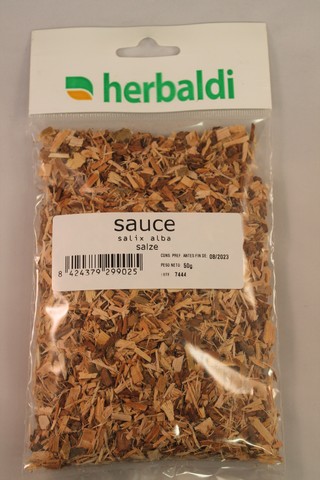 herbaldi
sauce
salix alba
salze
CONS. PREF. ANTES FIN DE: 08/2023
PESO NETO: 50g
LOTE: 7444
8 424379 299025